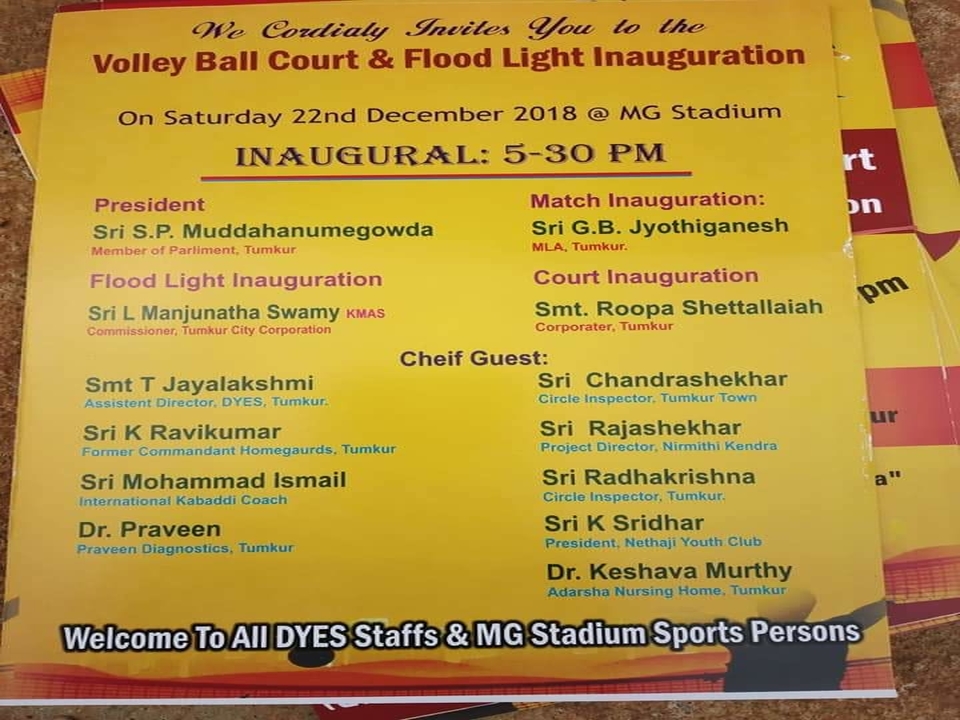 We Cordialy Invites You to the
Volley Ball Court & Flood Light Inauguration
On Saturday 22nd December 2018 @ MG Stadium
INAUGURAL: 5-30 PM
President
Sri S.P. Muddahanumegowda
Member of Parliment, Tumkur
Match Inauguration:
Sri G.B. Jyothiganesh
MLA, Tumkur.
Flood Light Inauguration
Sri L Manjunatha Swamy KMAS
Commissioner, Tumkur City Corporation
Court Inauguration
Smt. Roopa Shettallaiah
Corporater, Tumkur
Cheif Guest:
Smt T Jayalakshmi
Assistent Director, DYES, Tumkur.
Sri K Ravikumar
Former Commandant Homegaurds, Tumkur
Sri Mohammad Ismail
International Kabaddi Coach
Dr. Praveen
Praveen Diagnostics, Tumkur
Sri Chandrashekhar
Circle Inspector, Tumkur Town
Sri Rajashekhar
Project Director, Nirmithi Kendra
Sri Radhakrishna
Circle Inspector, Tumkur.
Sri K Sridhar
President, Nethaji Youth Club
Dr. Keshava Murthy
Adarsha Nursing Home, Tumkur
Welcome To All DYES Staffs & MG Stadium Sports Persons
rt
on
pm
ur
a"